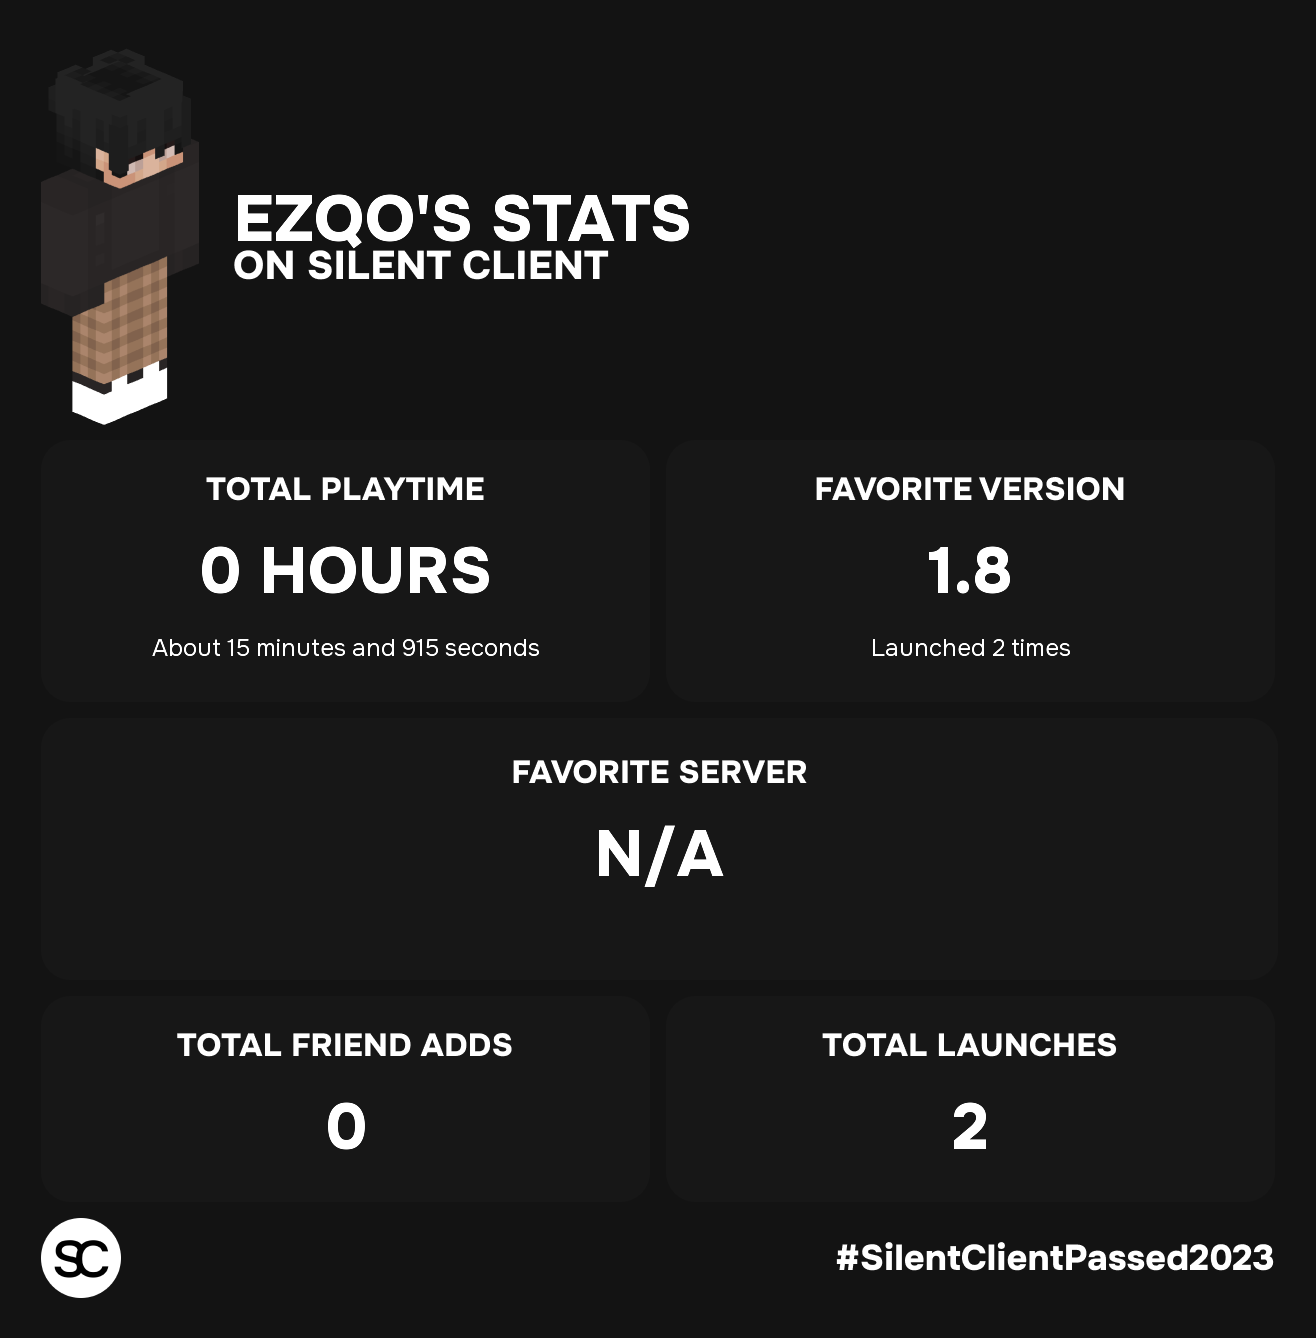 EZQO'S STATS
ON SILENT CLIENT
TOTAL PLAYTIME
0 HOURS
About 15 minutes and 915 seconds
FAVORITE VERSION
1.8
Launched 2 times
FAVORITE SERVER
N/A
TOTAL FRIEND ADDS
0
TOTAL LAUNCHES
2
SC
#SilentClientPassed2023